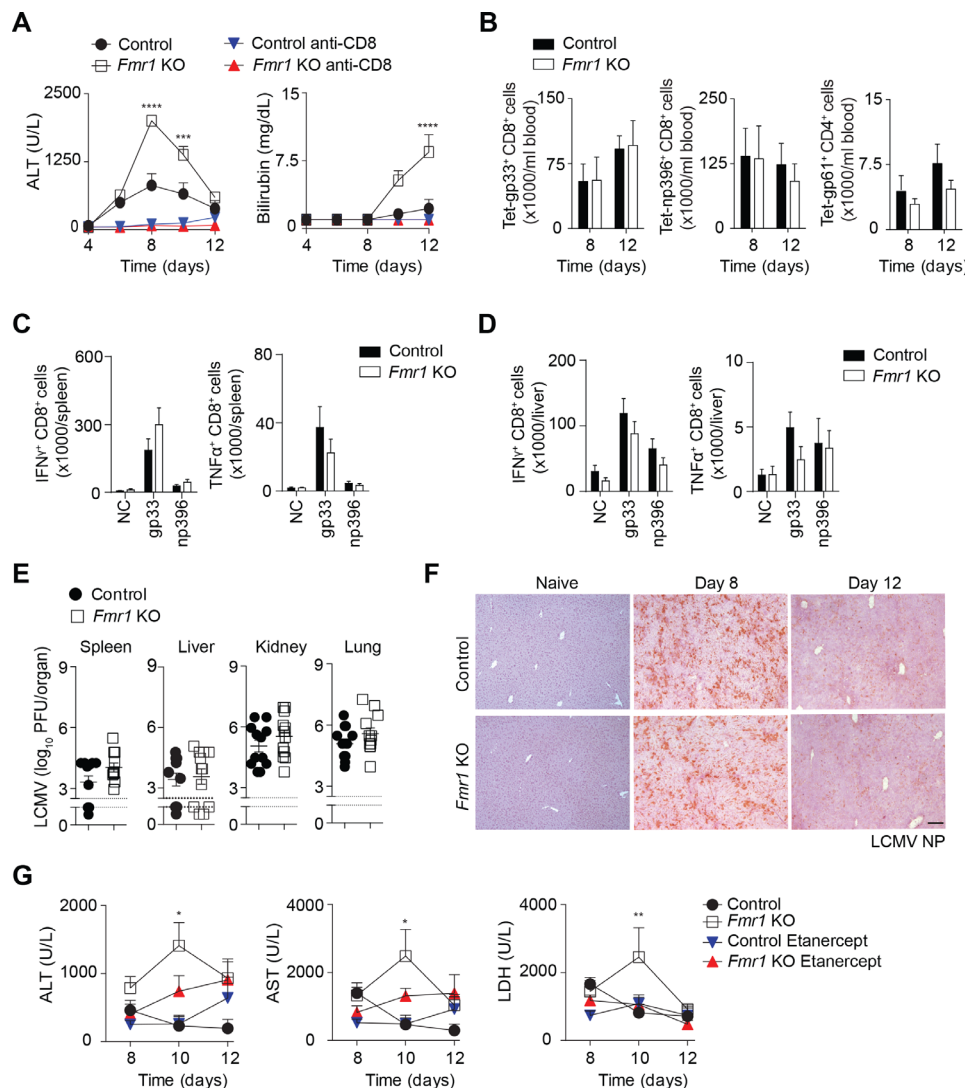 A
Control
Fmr1 KO
Control anti-CD8
Fmr1 KO anti-CD8
ALT (U/L)
2500
1250
0
****
***
4
8
12
Time (days)
Bilirubin (mg/dL)
15
7.5
0
****
4
8
12
Time (days)
B
Control
Fmr1 KO
Tet-gp33+ CD8+ cells
(x1000/ml blood)
150
75
0
8
12
Time (days)
Tet-np396+ CD8+ cells
(x1000/ml blood)
250
125
0
8
12
Time (days)
Tet-gp61+ CD4+ cells
(x1000/ml blood)
15
7.5
0
8
12
Time (days)
C
Control
Fmr1 KO
IFNγ+ CD8+ cells
(x1000/spleen)
600
300
0
NC
gp33
np396
TNFα+ CD8+ cells
(x1000/spleen)
80
40
0
NC
gp33
np396
D
Control
Fmr1 KO
IFNγ+ CD8+ cells
(x1000/liver)
200
100
0
NC
gp33
np396
TNFα+ CD8+ cells
(x1000/liver)
10
5
0
NC
gp33
np396
E
Control
Fmr1 KO
LCMV (log10 PFU/organ)
Spleen
9
6
3
0
Liver
9
6
3
0
Kidney
9
6
3
0
Lung
9
6
3
0
F
Naive
Day 8
Day 12
Control
Fmr1 KO
LCMV NP
G
ALT (U/L)
2000
1000
0
*
8
10
12
Time (days)
AST (U/L)
4000
2000
0
*
8
10
12
Time (days)
LDH (U/L)
4000
2000
0
**
8
10
12
Time (days)
Control
Fmr1 KO
Control Etanercept
Fmr1 KO Etanercept